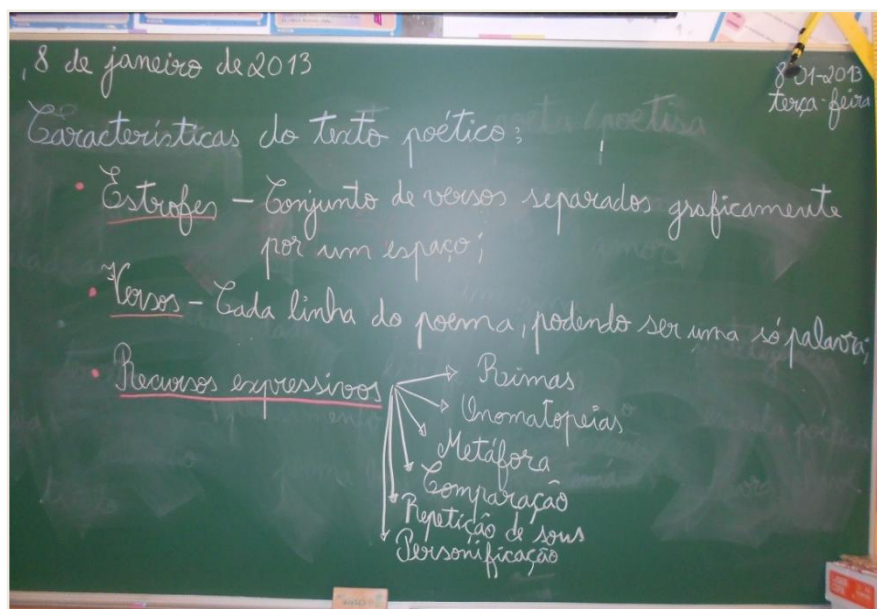 , 8 de janeiro de 2013
8-01-2013
terça-feira
Características do texto poético:
poeta / poetisa
• Estrofes – Conjunto de versos separados graficamente
por um espaço;
• Versos – Cada linha do poema, podendo ser uma só palavra;
• Recursos expressivos
Rimas
Onomatopeias
Metáfora
Comparação
Repetição de sons
Personificação